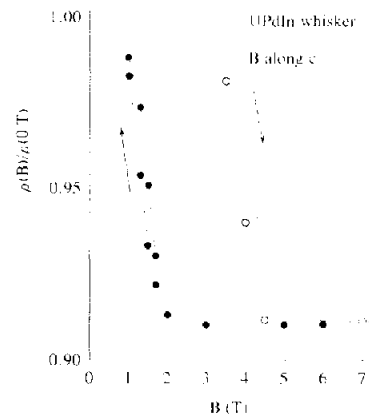 1.00
UPdIn whisker
B along c
0.95
ρ(B)/ρ(0 T)
0.90
0 1 2 3 4 5 6 7
B (T)